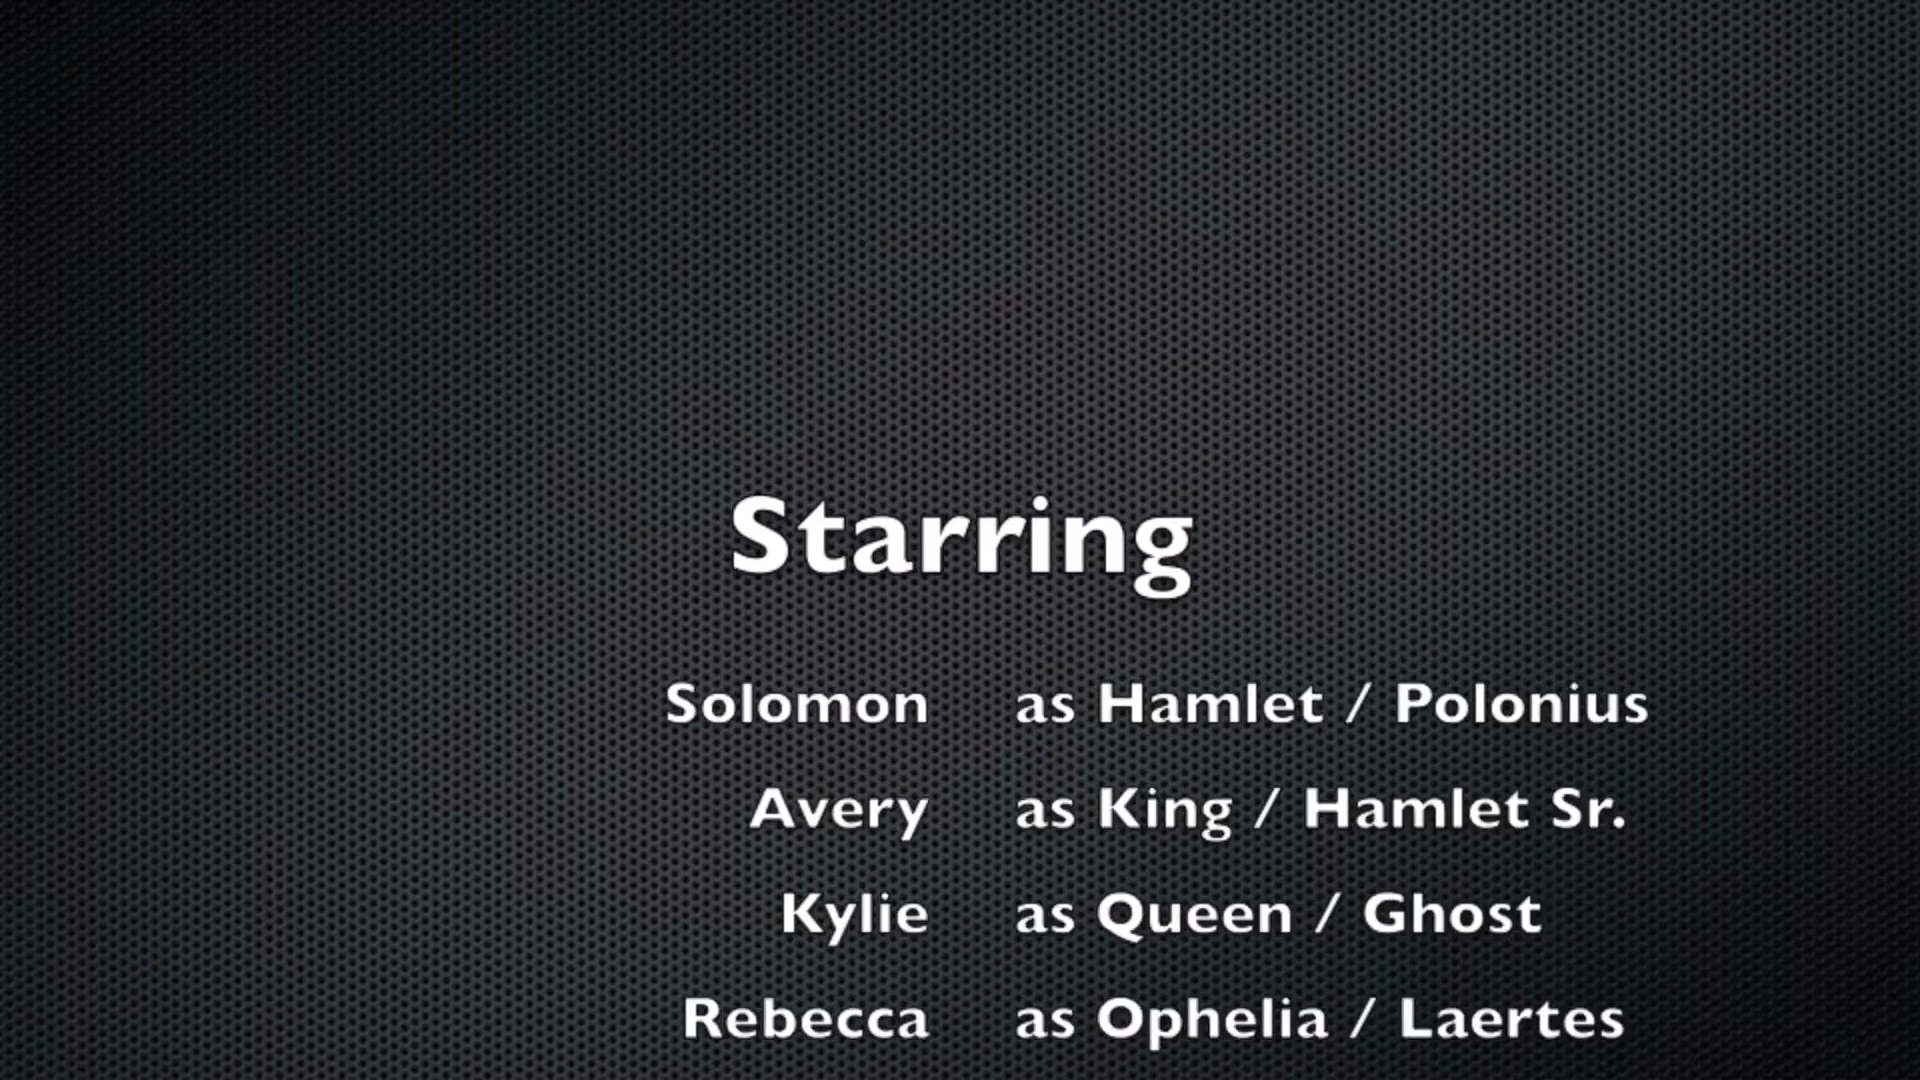 Starring
Solomon as Hamlet / Polonius
Avery as King / Hamlet Sr.
Kylie as Queen / Ghost
Rebecca as Ophelia / Laertes